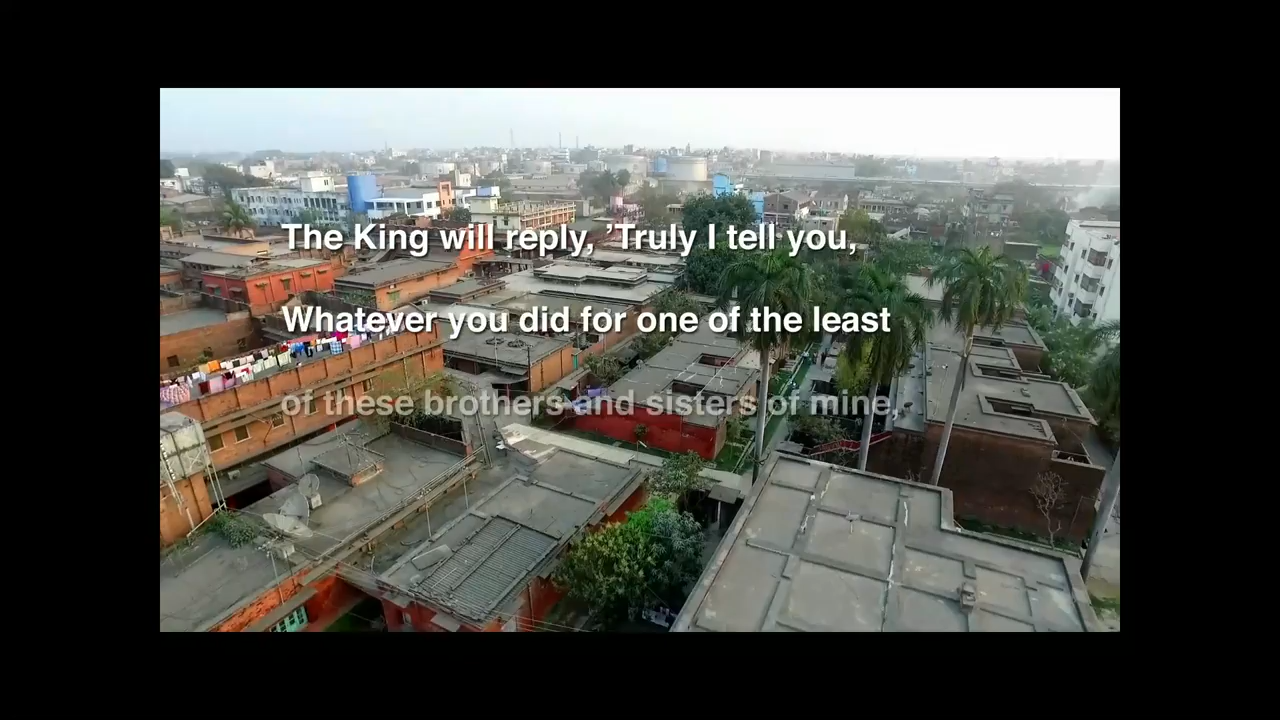 The King will reply, ’Truly I tell you,
Whatever you did for one of the least
of these brothers and sisters of mine,